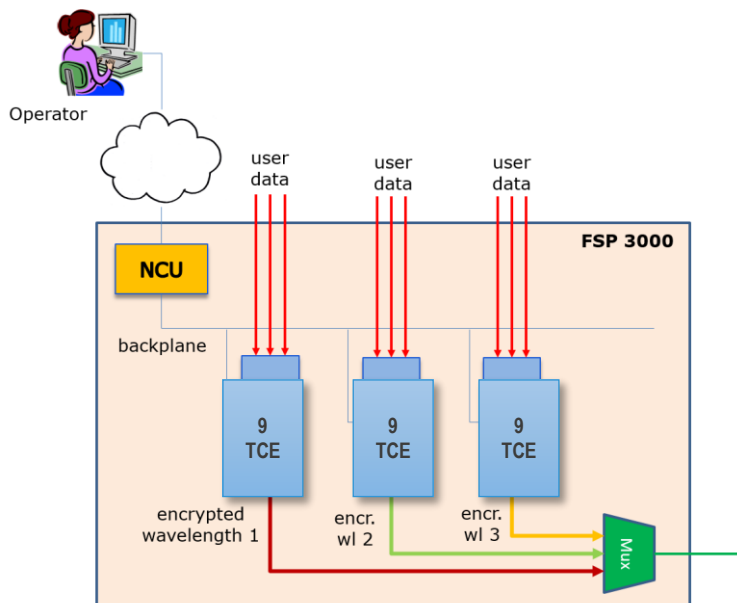 Operator
user
data
user
data
user
data
FSP 3000
NCU
backplane
9
TCE
9
TCE
9
TCE
encrypted
wavelength 1
encr.
wl 2
encr.
wl 3
Mux